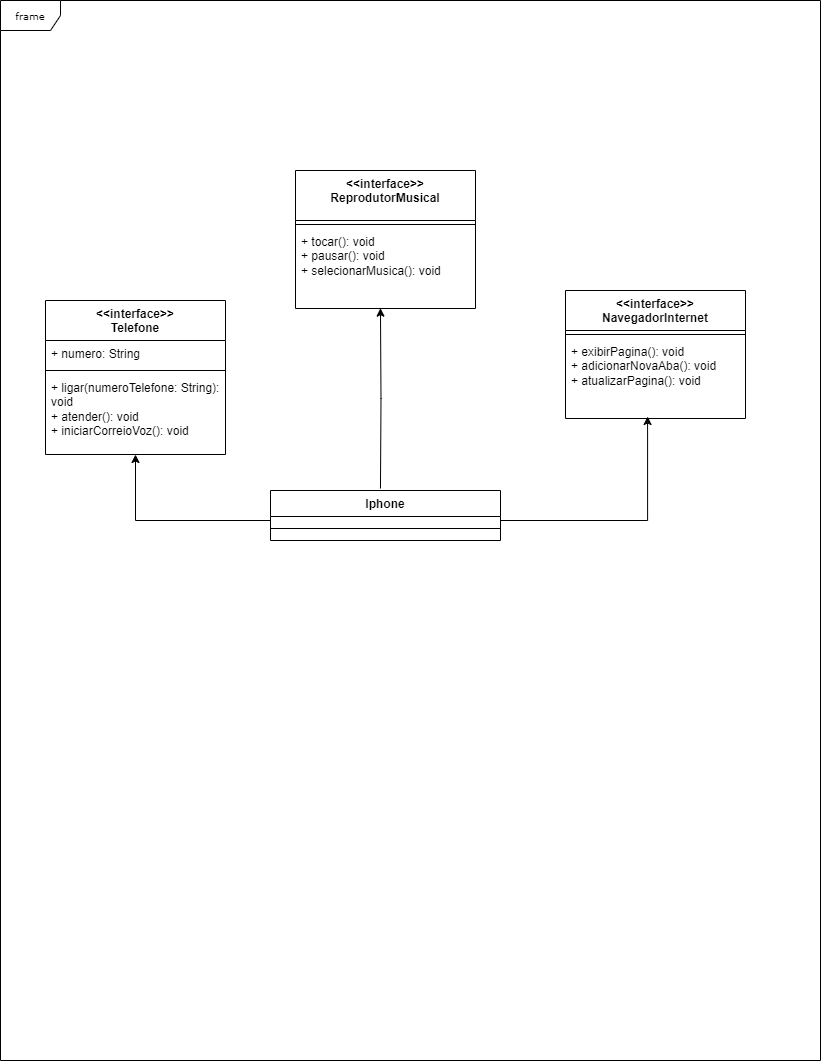 frame
<<interface>>
ReprodutorMusical
+ tocar(): void
+ pausar(): void
+ selecionarMusica(): void
<<interface>>
Telefone
+ numero: String
+ ligar(numeroTelefone: String):
void
+ atender(): void
+ iniciarCorreioVoz(): void
<<interface>>
NavegadorInternet
+ exibirPagina(): void
+ adicionarNovaAba(): void
+ atualizarPagina(): void
Iphone